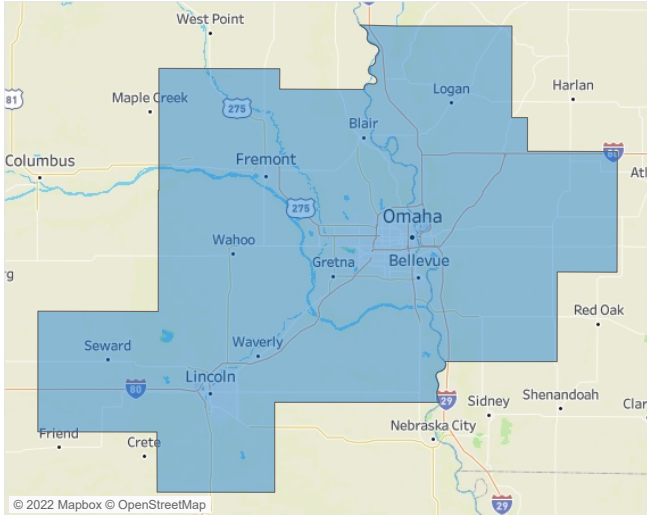 West Point
Logan
Harlan
81
Maple Creek
275
Blair
80
Columbus
Fremont
Atl
275
Omaha
Wahoo
Gretna
Bellevue
rg
Red Oak
Seward
Waverly
Lincoln
80
29
Sidney
Shenandoah
Clar
Friend
Crete
Nebraska City
© 2022 Mapbox © OpenStreetMap
29